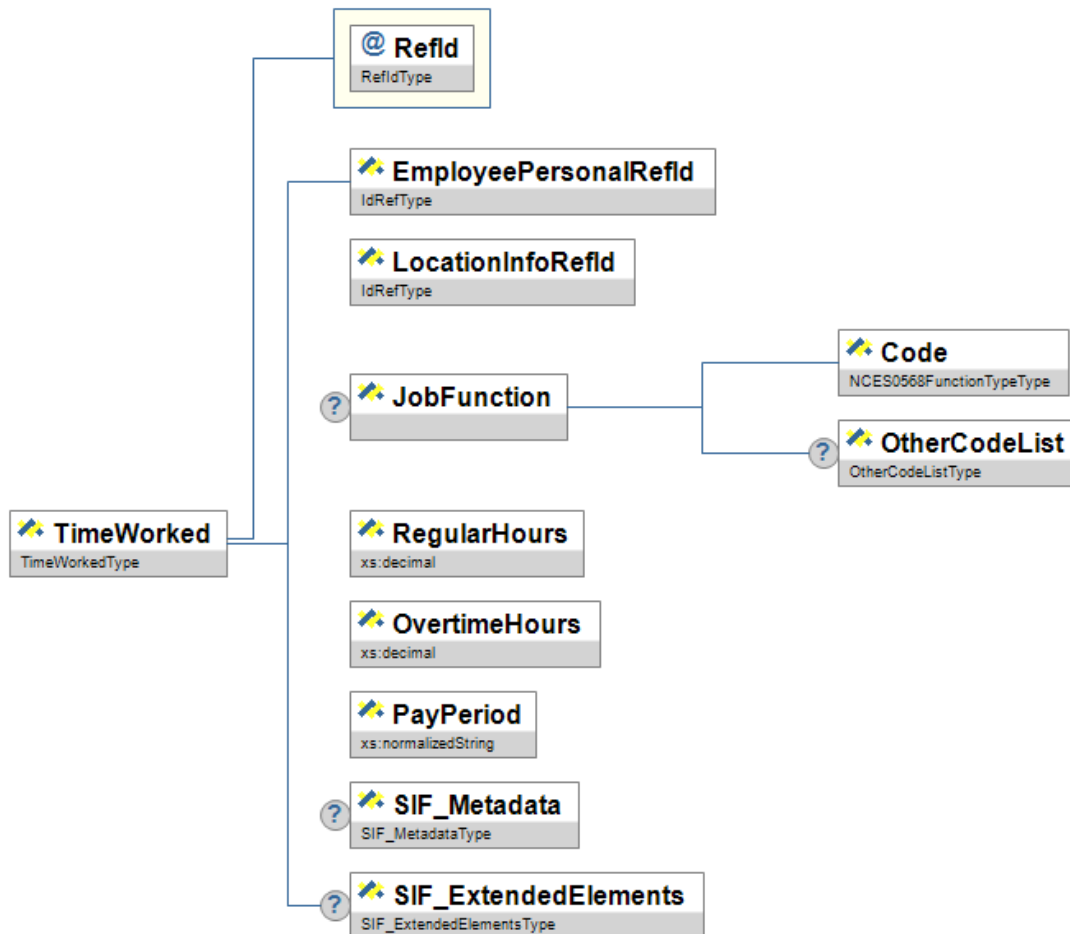 @ RefId
RefIdType
EmployeePersonalRefId
IdRefType
LocationInfoRefId
IdRefType
? JobFunction
Code
NCES0568FunctionTypeType
? OtherCodeList
OtherCodeListType
TimeWorked
TimeWorkedType
RegularHours
xs:decimal
OvertimeHours
xs:decimal
PayPeriod
xs:normalizedString
? SIF_Metadata
SIF_MetadataType
? SIF_ExtendedElements
SIF_ExtendedElementsType